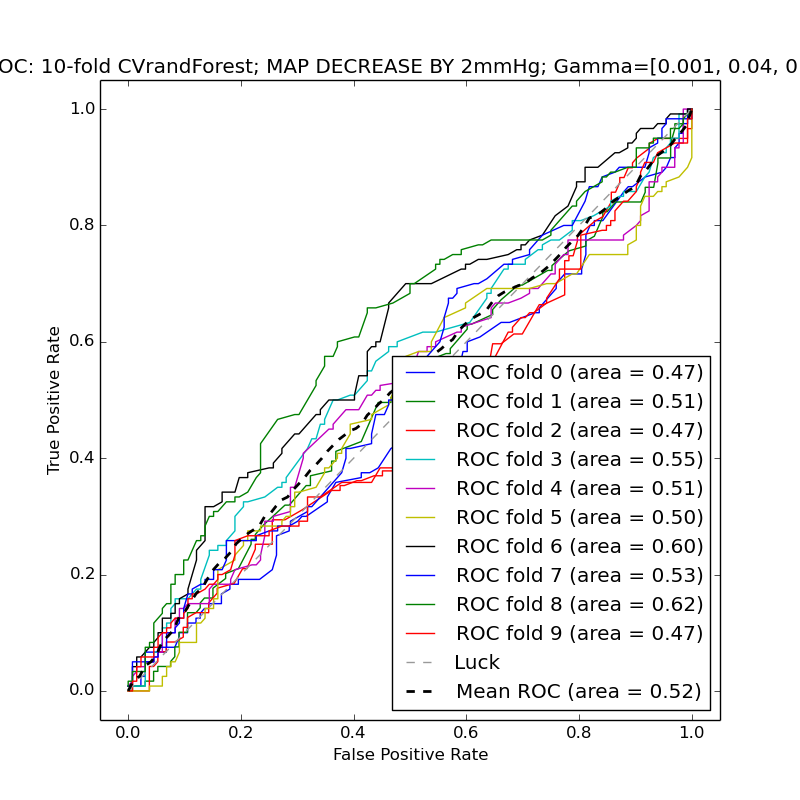 OC: 10-fold CVrandForest; MAP DECREASE BY 2mmHg; Gamma=[0.001, 0.04, 0
1.0
0.8
0.6
0.4
0.2
0.0
True Positive Rate
ROC fold 0 (area = 0.47)
ROC fold 1 (area = 0.51)
ROC fold 2 (area = 0.47)
ROC fold 3 (area = 0.55)
ROC fold 4 (area = 0.51)
ROC fold 5 (area = 0.50)
ROC fold 6 (area = 0.60)
ROC fold 7 (area = 0.53)
ROC fold 8 (area = 0.62)
ROC fold 9 (area = 0.47)
Luck
Mean ROC (area = 0.52)
0.0 0.2 0.4 0.6 0.8 1.0
False Positive Rate